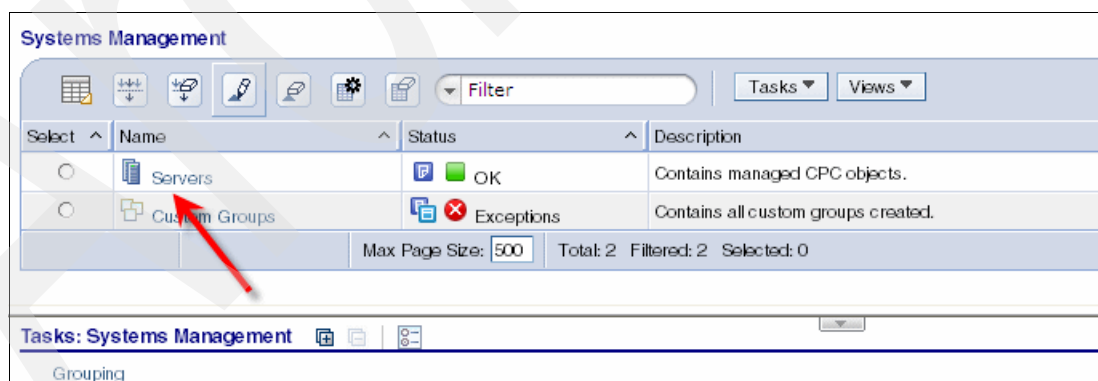 Systems Management
Filter Tasks Views
Select Name Status Description
Servers OK Contains managed CPC objects.
Custom Groups Exceptions Contains all custom groups created.
Max Page Size: 500 Total: 2 Filtered: 2 Selected: 0
Tasks: Systems Management
Grouping